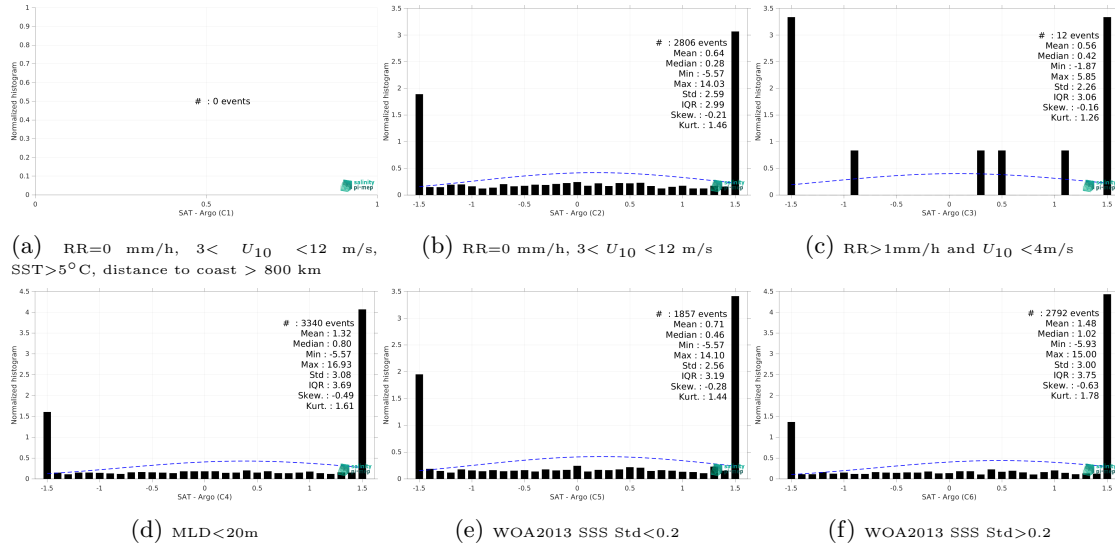 1
0.9
0.8
0.7
0.6
0.5
0.4
0.3
0.2
0.1
0
Normalized histogram
# : 0 events
salinity
pi-mep
0 0.5 1
SAT - Argo (C1)
(a) RR=0 mm/h, 3< U10 <12 m/s,
SST>5°C, distance to coast > 800 km
3.5
3
2.5
2
1.5
1
0.5
0
Normalized histogram
# : 2806 events
Mean : 0.64
Median : 0.28
Min : -5.57
Max : 14.03
Std : 2.59
IQR : 2.99
Skew. : -0.21
Kurt. : 1.46
salinity
pi-mep
-1.5 -1 -0.5 0 0.5 1 1.5
SAT - Argo (C2)
(b) RR=0 mm/h, 3< U10 <12 m/s
3.5
3
2.5
2
1.5
1
0.5
0
Normalized histogram
# : 12 events
Mean : 0.56
Median : 0.42
Min : -1.87
Max : 5.85
Std : 2.26
IQR : 3.06
Skew. : -0.16
Kurt. : 1.26
salinity
pi-mep
-1.5 -1 -0.5 0 0.5 1 1.5
SAT - Argo (C3)
(c) RR>1mm/h and U10 <4m/s
4.5
4
3.5
3
2.5
2
1.5
1
0.5
0
Normalized histogram
# : 3340 events
Mean : 1.32
Median : 0.80
Min : -5.57
Max : 16.93
Std : 3.08
IQR : 3.69
Skew. : -0.49
Kurt. : 1.61
salinity
pi-mep
-1.5 -1 -0.5 0 0.5 1 1.5
SAT - Argo (C4)
(d) MLD<20m
3.5
3
2.5
2
1.5
1
0.5
0
Normalized histogram
# : 1857 events
Mean : 0.71
Median : 0.46
Min : -5.57
Max : 14.10
Std : 2.56
IQR : 3.19
Skew. : -0.28
Kurt. : 1.44
salinity
pi-mep
-1.5 -1 -0.5 0 0.5 1 1.5
SAT - Argo (C5)
(e) WOA2013 SSS Std<0.2
4.5
4
3.5
3
2.5
2
1.5
1
0.5
0
Normalized histogram
# : 2792 events
Mean : 1.48
Median : 1.02
Min : -5.93
Max : 15.00
Std : 3.00
IQR : 3.75
Skew. : -0.63
Kurt. : 1.78
salinity
pi-mep
-1.5 -1 -0.5 0 0.5 1 1.5
SAT - Argo (C6)
(f) WOA2013 SSS Std>0.2